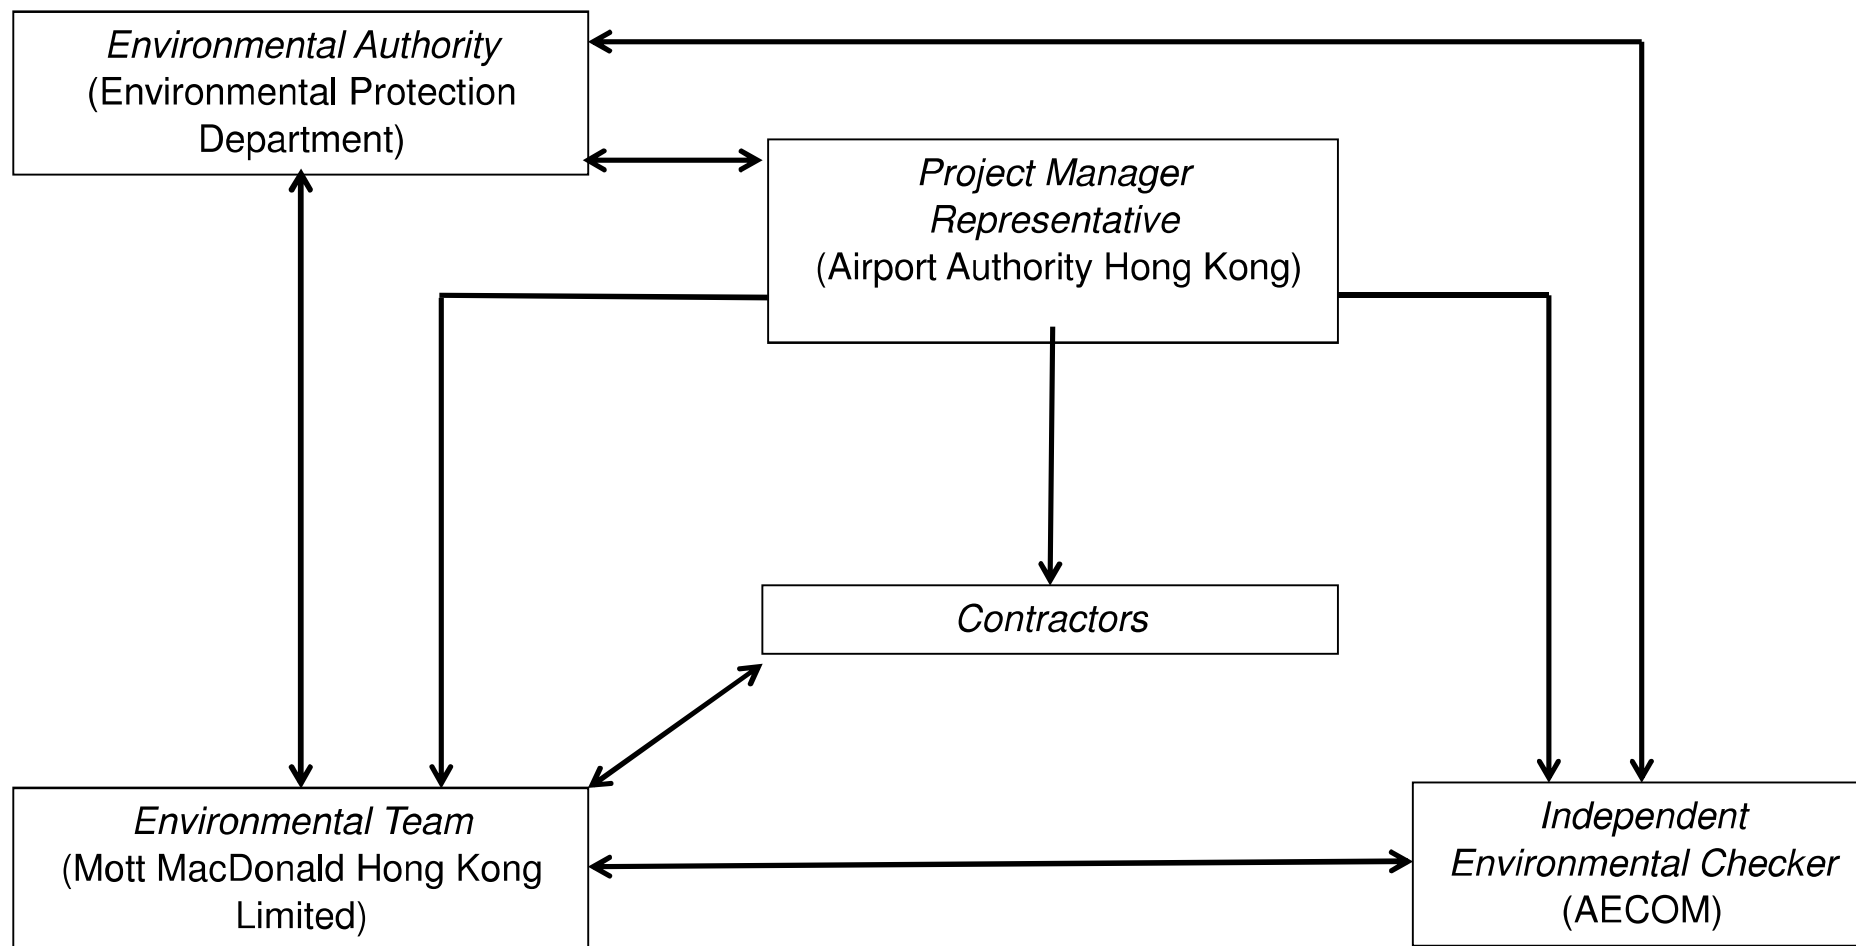 Environmental Authority
(Environmental Protection
Department)
Project Manager
Representative
(Airport Authority Hong Kong)
Contractors
Environmental Team
(Mott MacDonald Hong Kong
Limited)
Independent
Environmental Checker
(AECOM)